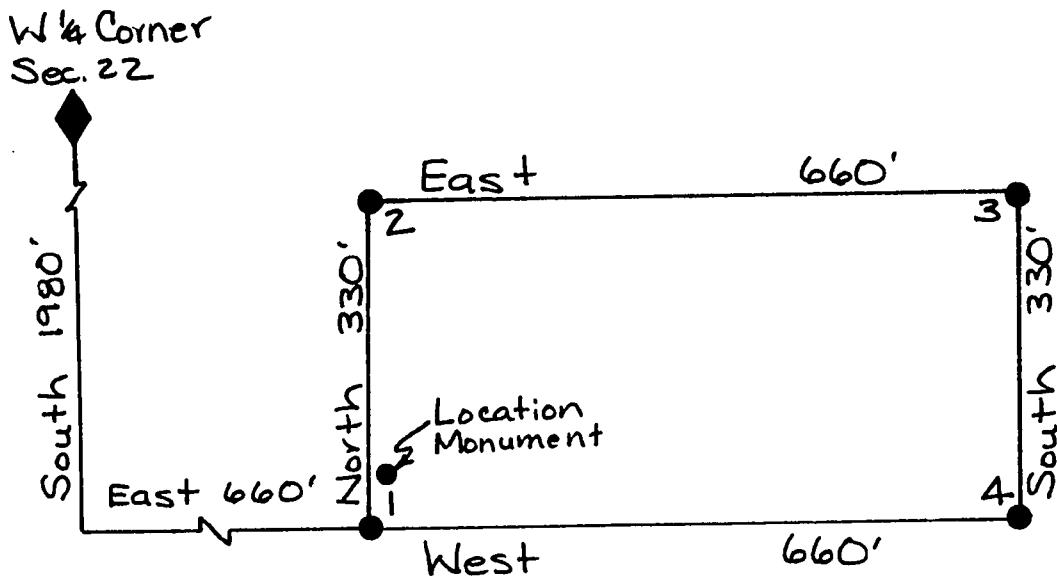 W 1/4 Corner
Sec. 22
East 660'
2
3
South 1980'
North 330'
South 330'
Location
Monument
East 660'
1
4
West 660'